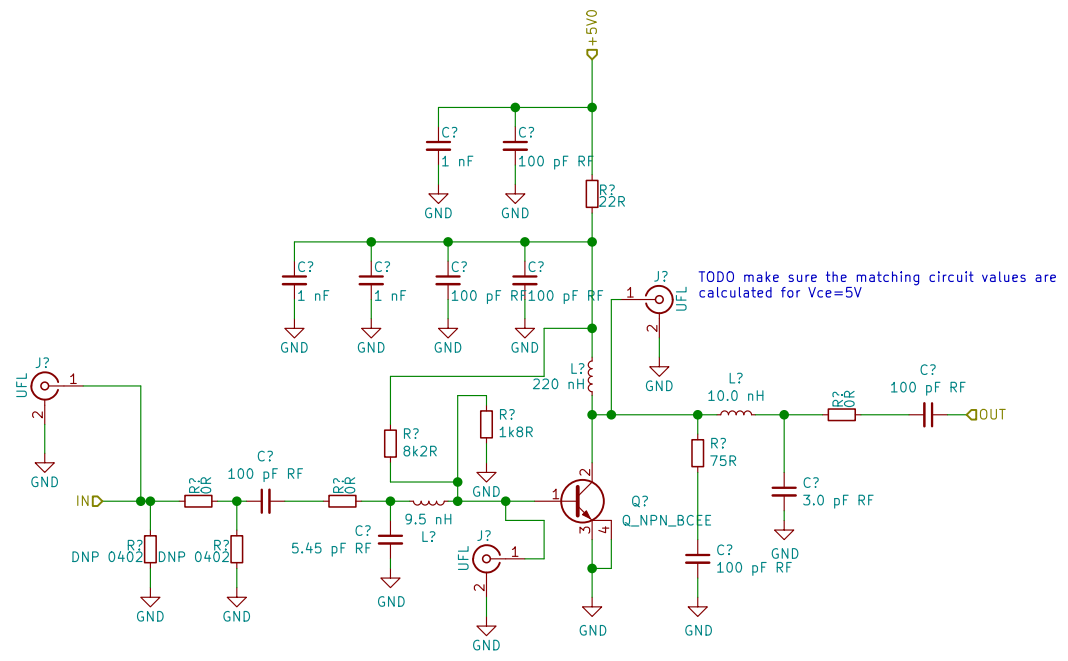 +5V0
C?
1 nF
C?
100 pF RF
GND
GND
R?
22R
C?
1 nF
C?
1 nF
C?
100 pF RF
C?
100 pF RF
GND
GND
GND
GND
J?
UFL
1
2
GND
TODO make sure the matching circuit values are
calculated for Vce=5V
J?
UFL
1
2
GND
L?
220 nH
L?
10.0 nH
R?
0R
C?
100 pF RF
OUT
R?
8k2R
R?
1k8R
GND
R?
75R
IN
R?
0R
C?
100 pF RF
R?
0R
9.5 nH
L?
1
2
3
4
Q?
Q_NPN_BCEE
C?
3.0 pF RF
GND
R?
DNP 0402
R?
DNP 0402
C?
5.45 pF RF
J?
UFL
1
2
C?
100 pF RF
GND
GND
GND
GND
GND
GND